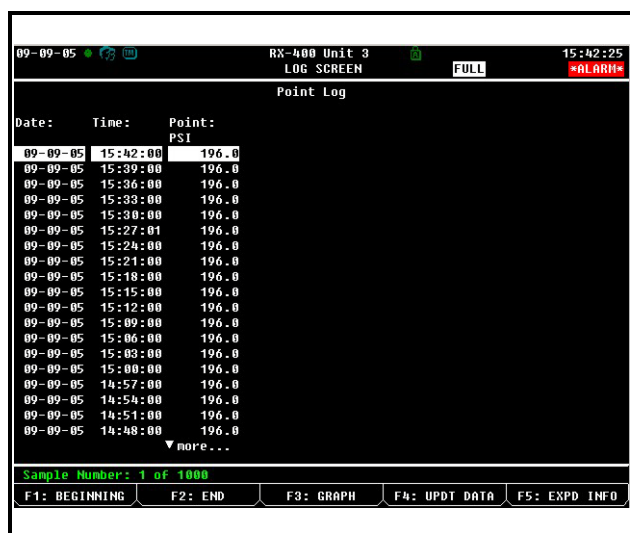 09-09-05 RX-400 Unit 3 15:42:25
LOG SCREEN FULL *ALARM*
Point Log
Date: Time: Point:
PSI
09-09-05 15:42:00 196.0
09-09-05 15:39:00 196.0
09-09-05 15:36:00 196.0
09-09-05 15:33:00 196.0
09-09-05 15:30:00 196.0
09-09-05 15:27:01 196.0
09-09-05 15:24:00 196.0
09-09-05 15:21:00 196.0
09-09-05 15:18:00 196.0
09-09-05 15:15:00 196.0
09-09-05 15:12:00 196.0
09-09-05 15:09:00 196.0
09-09-05 15:06:00 196.0
09-09-05 15:03:00 196.0
09-09-05 15:00:00 196.0
09-09-05 14:57:00 196.0
09-09-05 14:54:00 196.0
09-09-05 14:51:00 196.0
09-09-05 14:48:00 196.0
▼more...
Sample Number: 1 of 1000
F1: BEGINNING F2: END F3: GRAPH F4: UPDT DATA F5: EXPD INFO